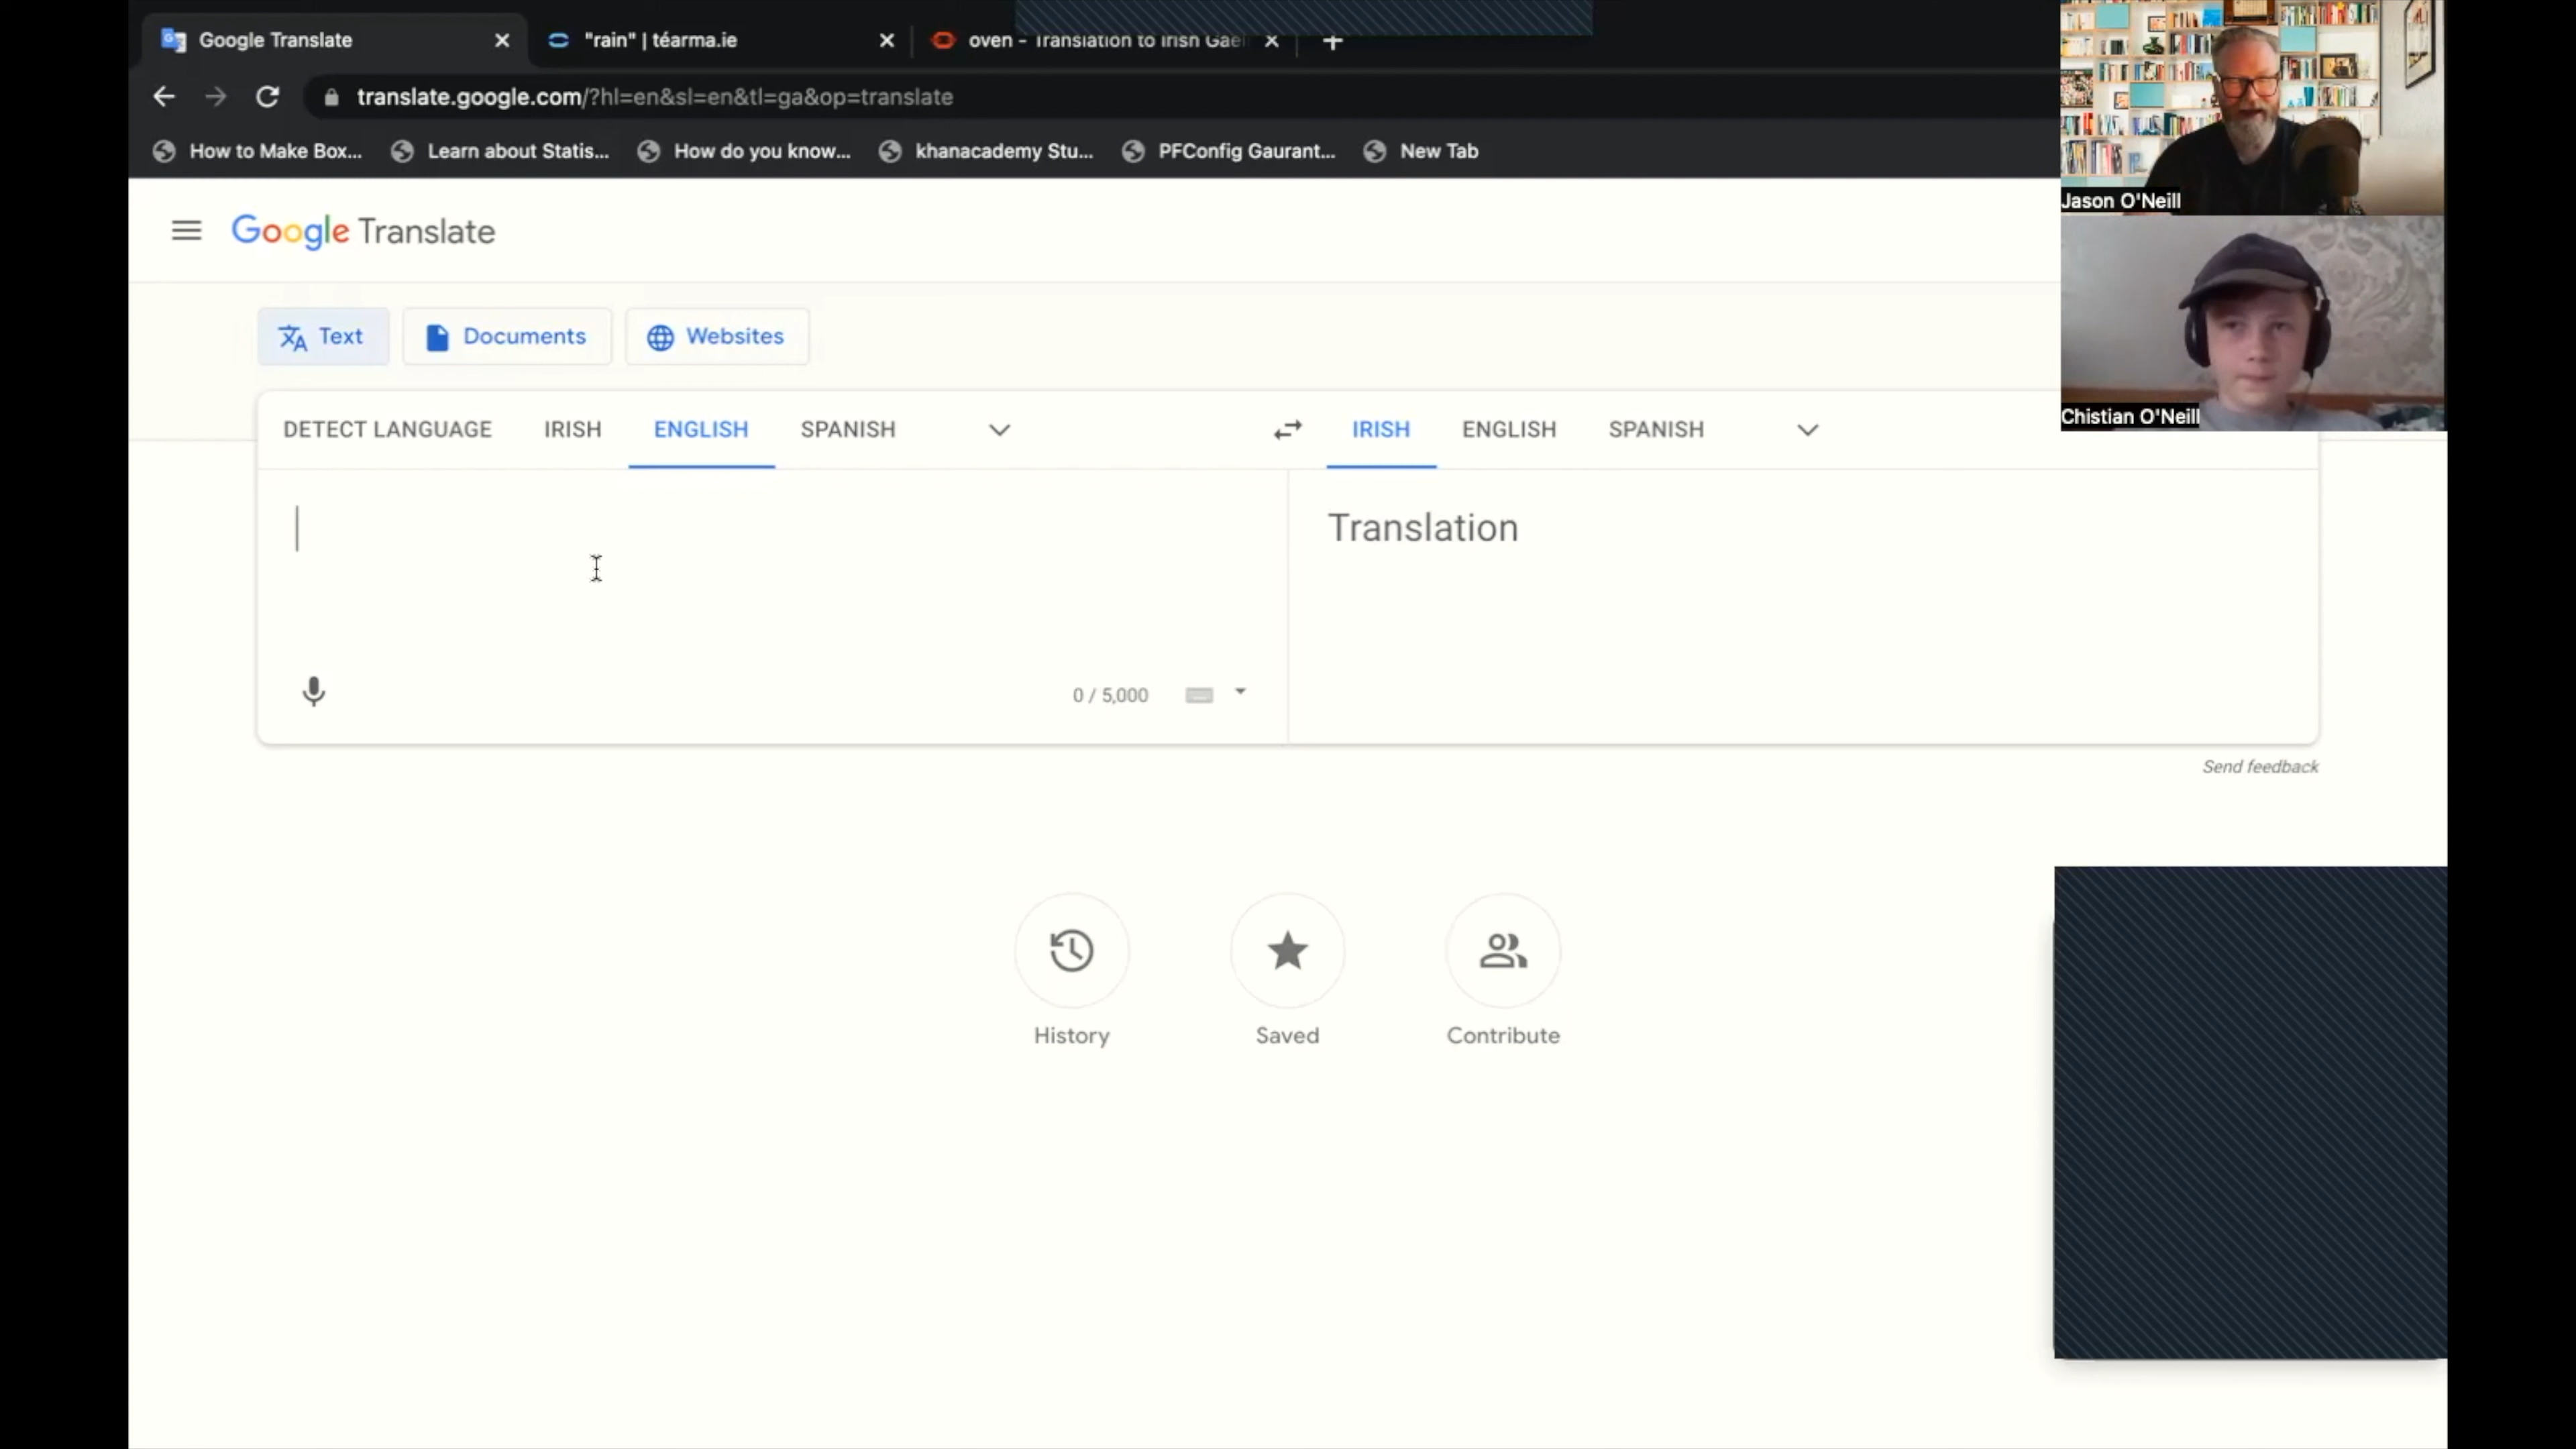 Google Translate
"rain" | téarma.ie
oven - Translation to Irish Gael
translate.google.com/?hl=en&sl=en&tl=ga&op=translate
How to Make Box...
Learn about Statis...
How do you know...
khanacademy Stu...
PFConfig Gaurant...
New Tab
Jason O'Neill
Google Translate
Text
Documents
Websites
Chistian O'Neill
DETECT LANGUAGE
IRISH
ENGLISH
SPANISH
IRISH
ENGLISH
SPANISH
Translation
0 / 5,000
Send feedback
History
Saved
Contribute